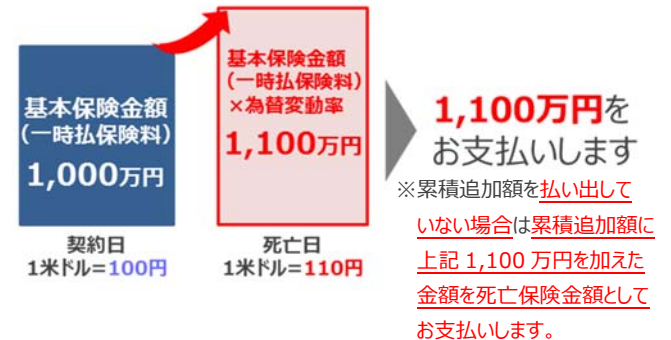 基本保険金額
(一時払保険料)
1,000万円
契約日
1米ドル=100円
基本保険金額
(一時払保険料)
×為替変動率
1,100万円
死亡日
1米ドル=110円
1,100万円を
お支払いします
※累積追加額を払い出して
いない場合は累積追加額に
上記 1,100 万円を加えた
金額を死亡保険金額として
お支払いします。